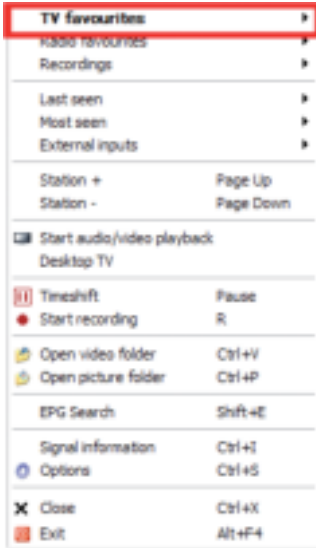 TV favourites
Radio favourites
Recordings
Last seen
Most seen
External inputs
Station + Page Up
Station - Page Down
Start audio/video playback
Desktop TV
Timeshift Pause
Start recording R
Open video folder Ctrl+V
Open picture folder Ctrl+P
EPG Search Shift+E
Signal information Ctrl+I
Options Ctrl+S
Close Ctrl+X
Exit Alt+F4